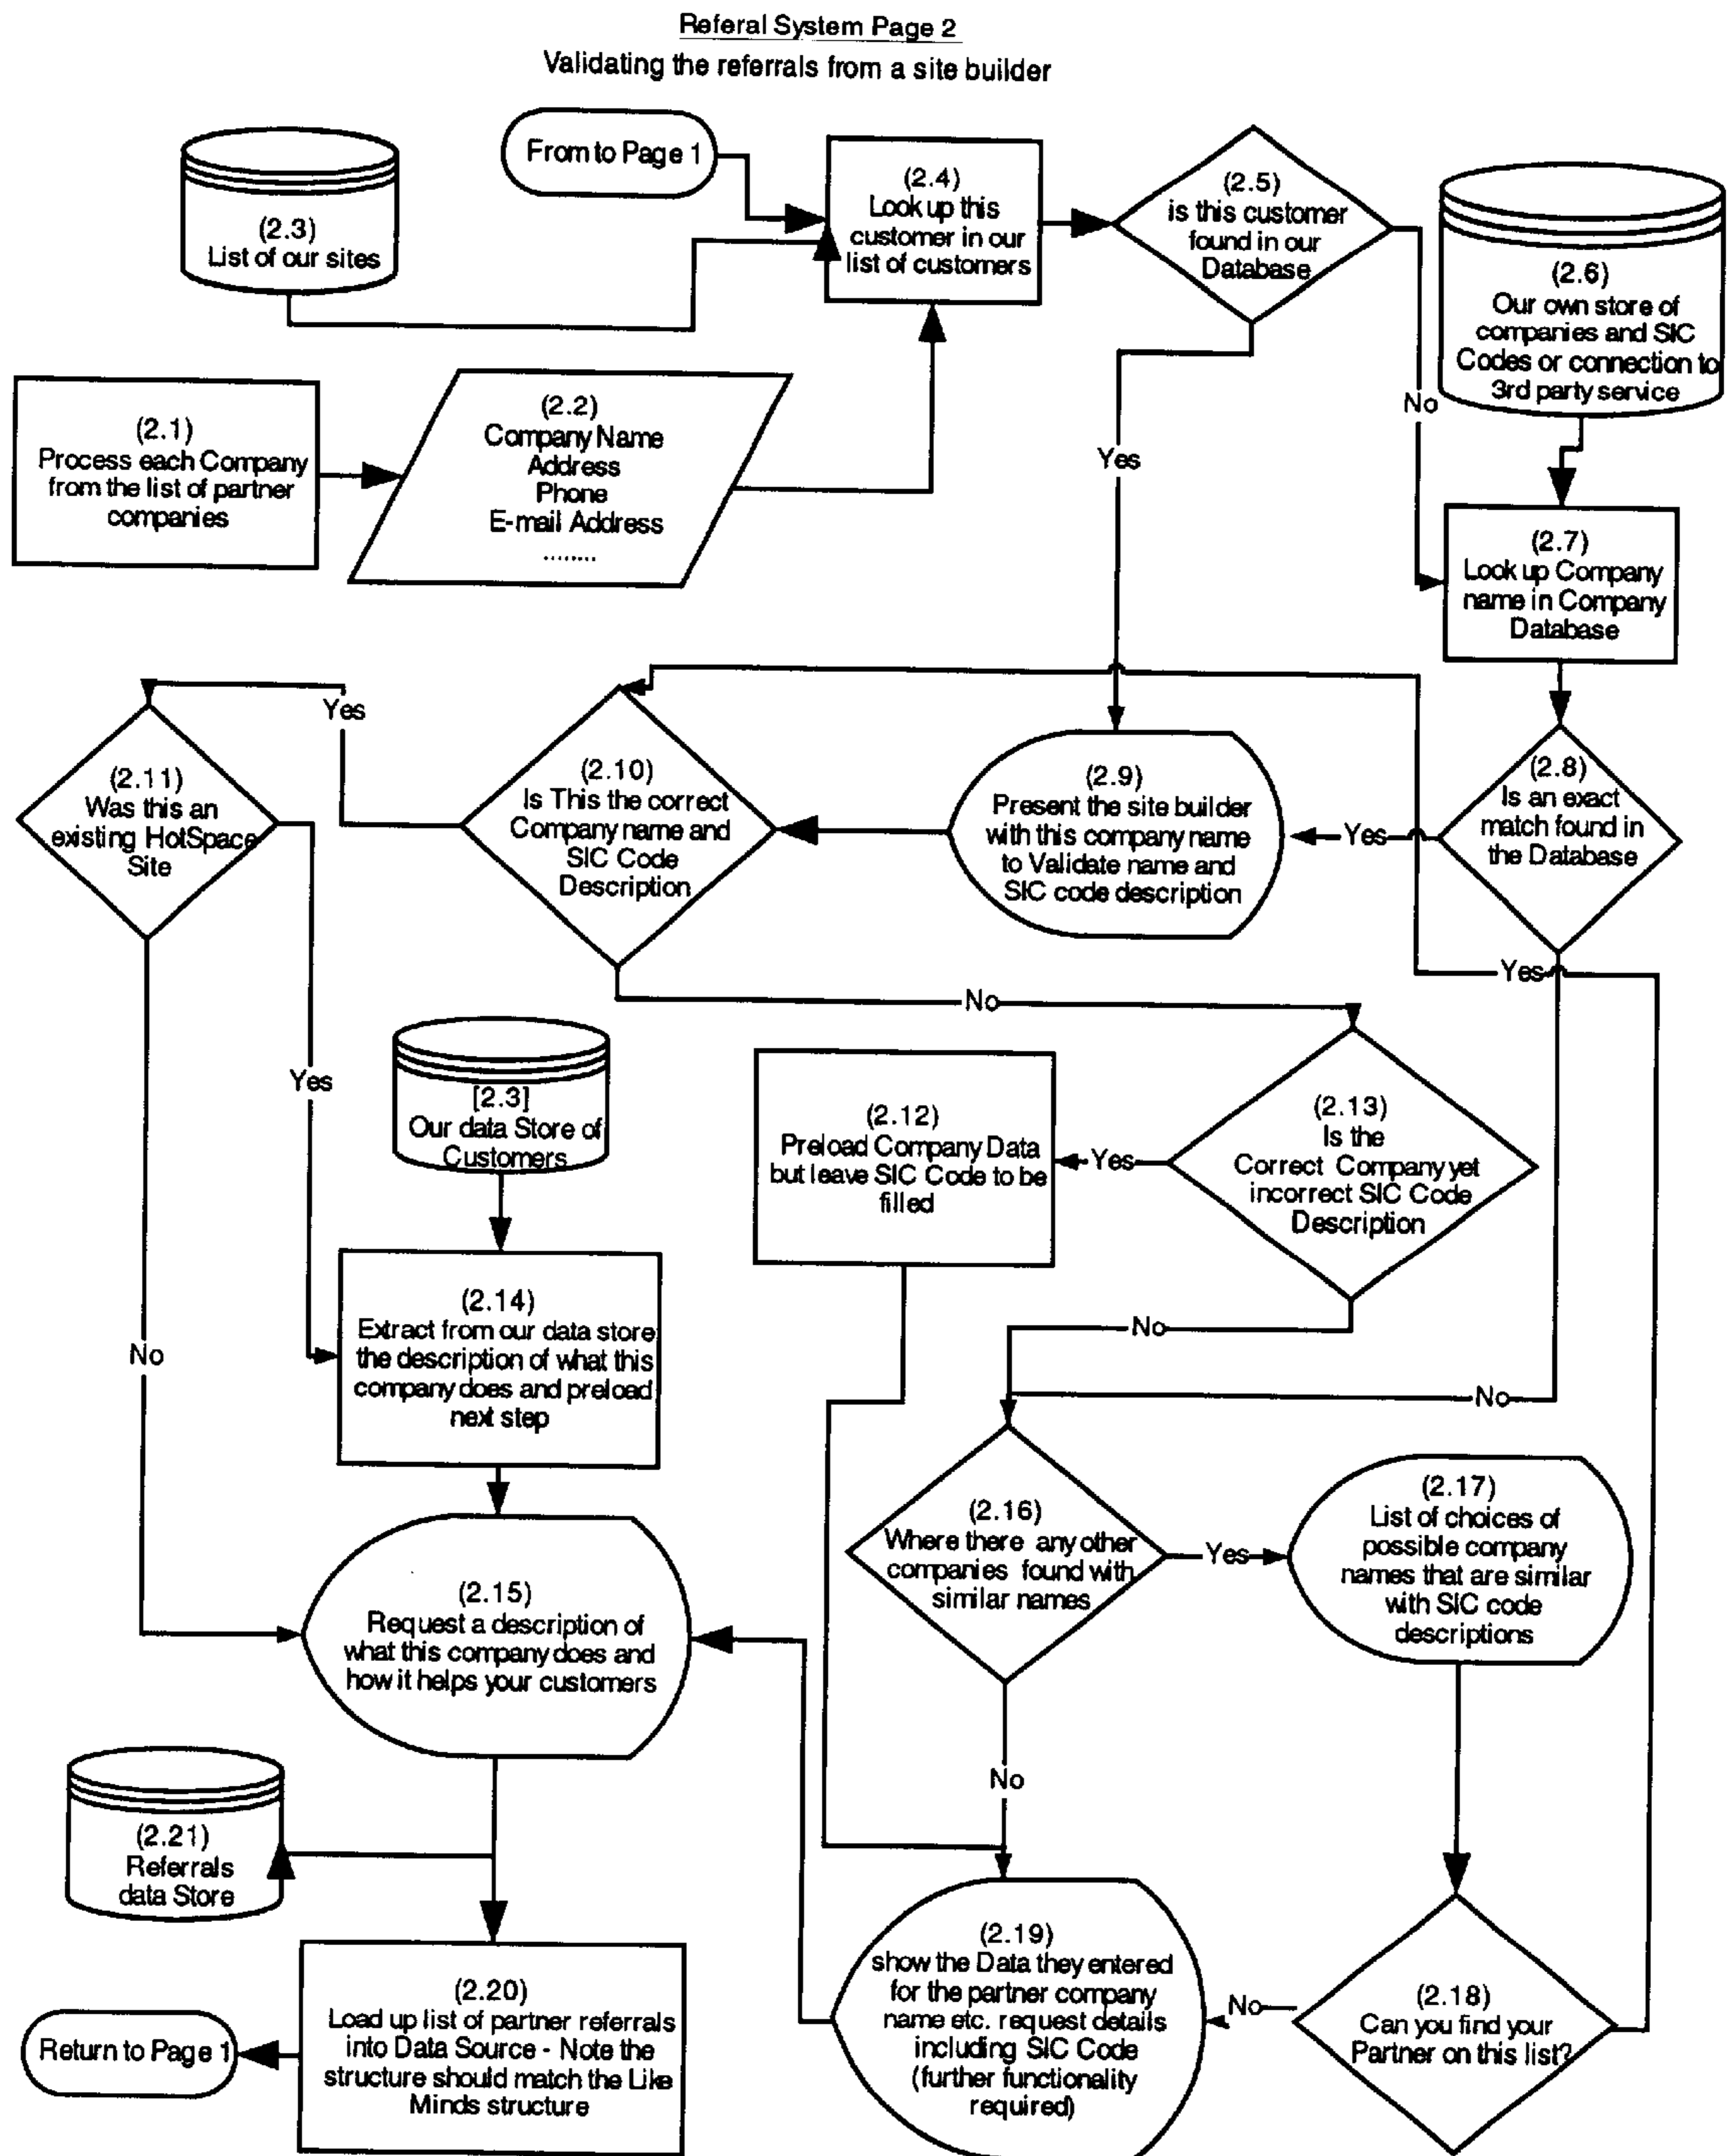 Referal System Page 2
Validating the referrals from a site builder
From to Page 1
(2.3)
List of our sites
(2.4)
Look up this
customer in our
list of customers
(2.5)
is this customer
found in our
Database
(2.6)
Our own store of
companies and SIC
Codes or connection to
3rd party service
No
Yes
(2.1)
Process each Company
from the list of partner
companies
(2.2)
Company Name
Address
Phone
E-mail Address
........
(2.7)
Look up Company
name in Company
Database
Yes
(2.11)
Was this an
existing HotSpace
Site
(2.10)
Is This the correct
Company name and
SIC Code
Description
(2.9)
Present the site builder
with this company name
to Validate name and
SIC code description
Yes
(2.8)
Is an exact
match found in
the Database
Yes
No
Yes
[2.3]
Our data Store of
Customers
(2.12)
Preload Company Data
but leave SIC Code to be
filled
Yes
(2.13)
Is the
Correct Company yet
incorrect SIC Code
Description
No
No
No
(2.14)
Extract from our data store
the description of what this
company does and preload
next step
(2.16)
Where there any other
companies found with
similar names
Yes
(2.17)
List of choices of
possible company
names that are similar
with SIC code
descriptions
(2.15)
Request a description of
what this company does and
how it helps your customers
No
(2.21)
Referrals
data Store
(2.19)
show the Data they entered
for the partner company
name etc. request details
including SIC Code
(further functionality
required)
No
(2.18)
Can you find your
Partner on this list?
(2.20)
Load up list of partner referrals
into Data Source - Note the
structure should match the Like
Minds structure
Return to Page 1